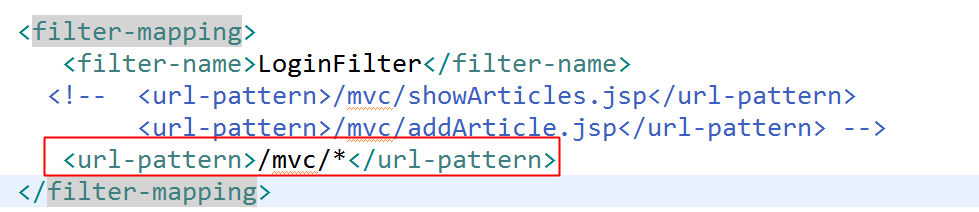 <filter-mapping>
<filter-name>LoginFilter</filter-name>
<!-- <url-pattern>/mvc/showArticles.jsp</url-pattern>
<url-pattern>/mvc/addArticle.jsp</url-pattern> -->
<url-pattern>/mvc/*</url-pattern>
</filter-mapping>